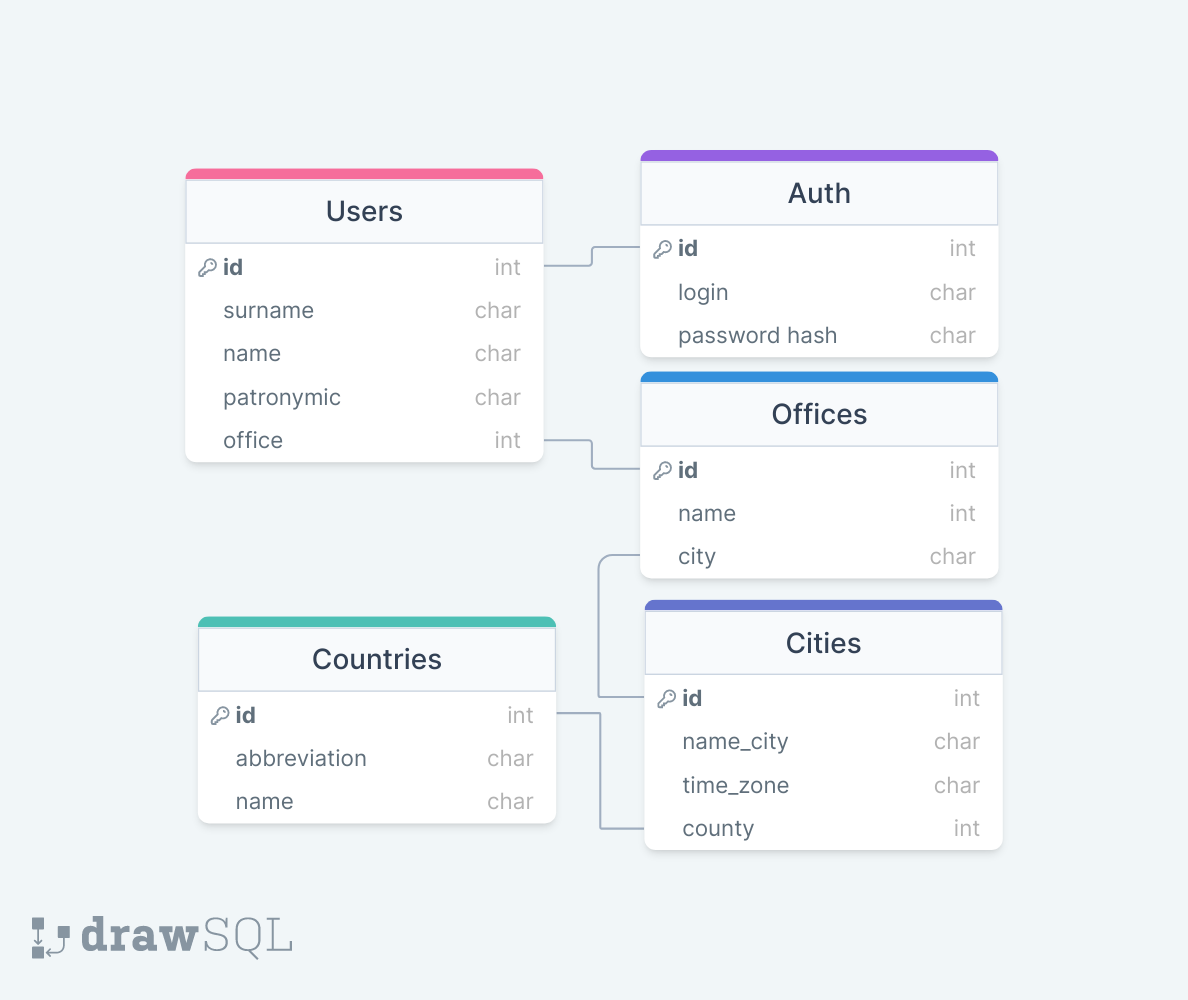 Users
id int
surname char
name char
patronymic char
office int
Auth
id int
login char
password hash char
Offices
id int
name int
city char
Countries
id int
abbreviation char
name char
Cities
id int
name_city char
time_zone char
county int
drawSQL